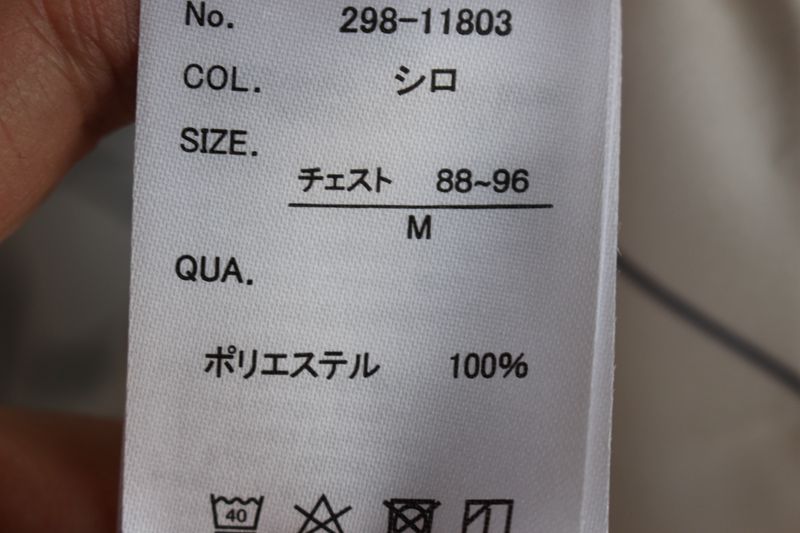 No. 298-11803
COL. シロ
SIZE.
チェスト 88~96
M
QUA.
ポリエステル 100%
40